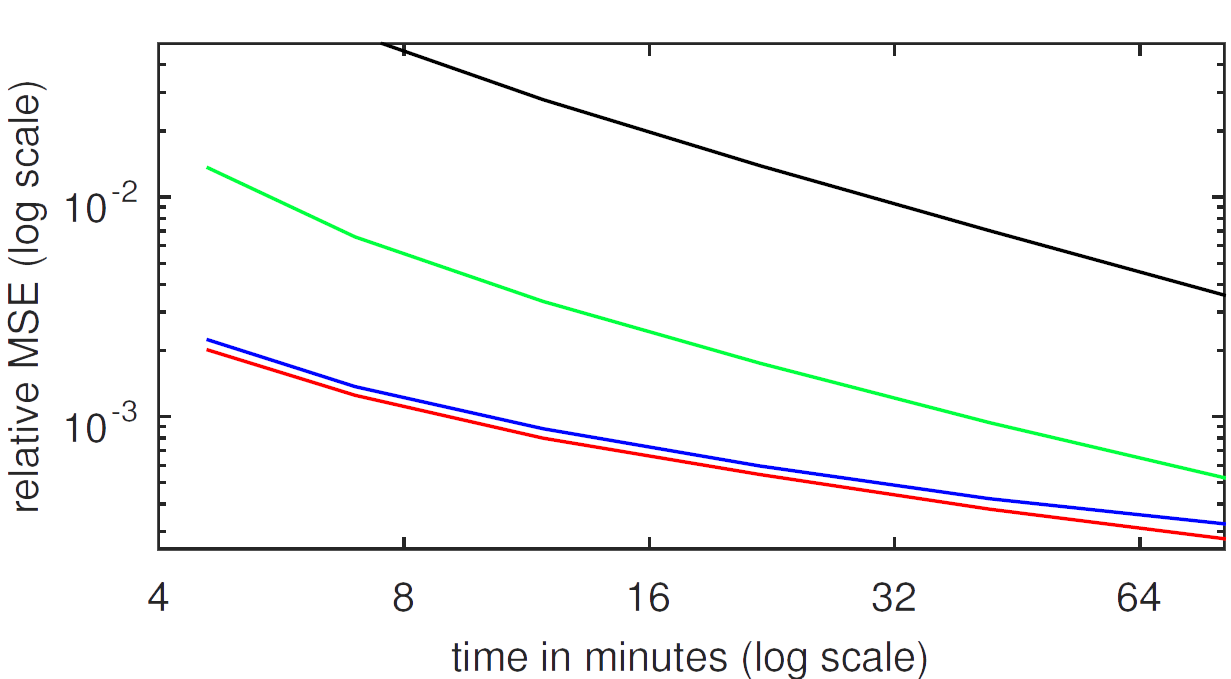 relative MSE (log scale)
10-2
10-3
4 8 16 32 64
time in minutes (log scale)